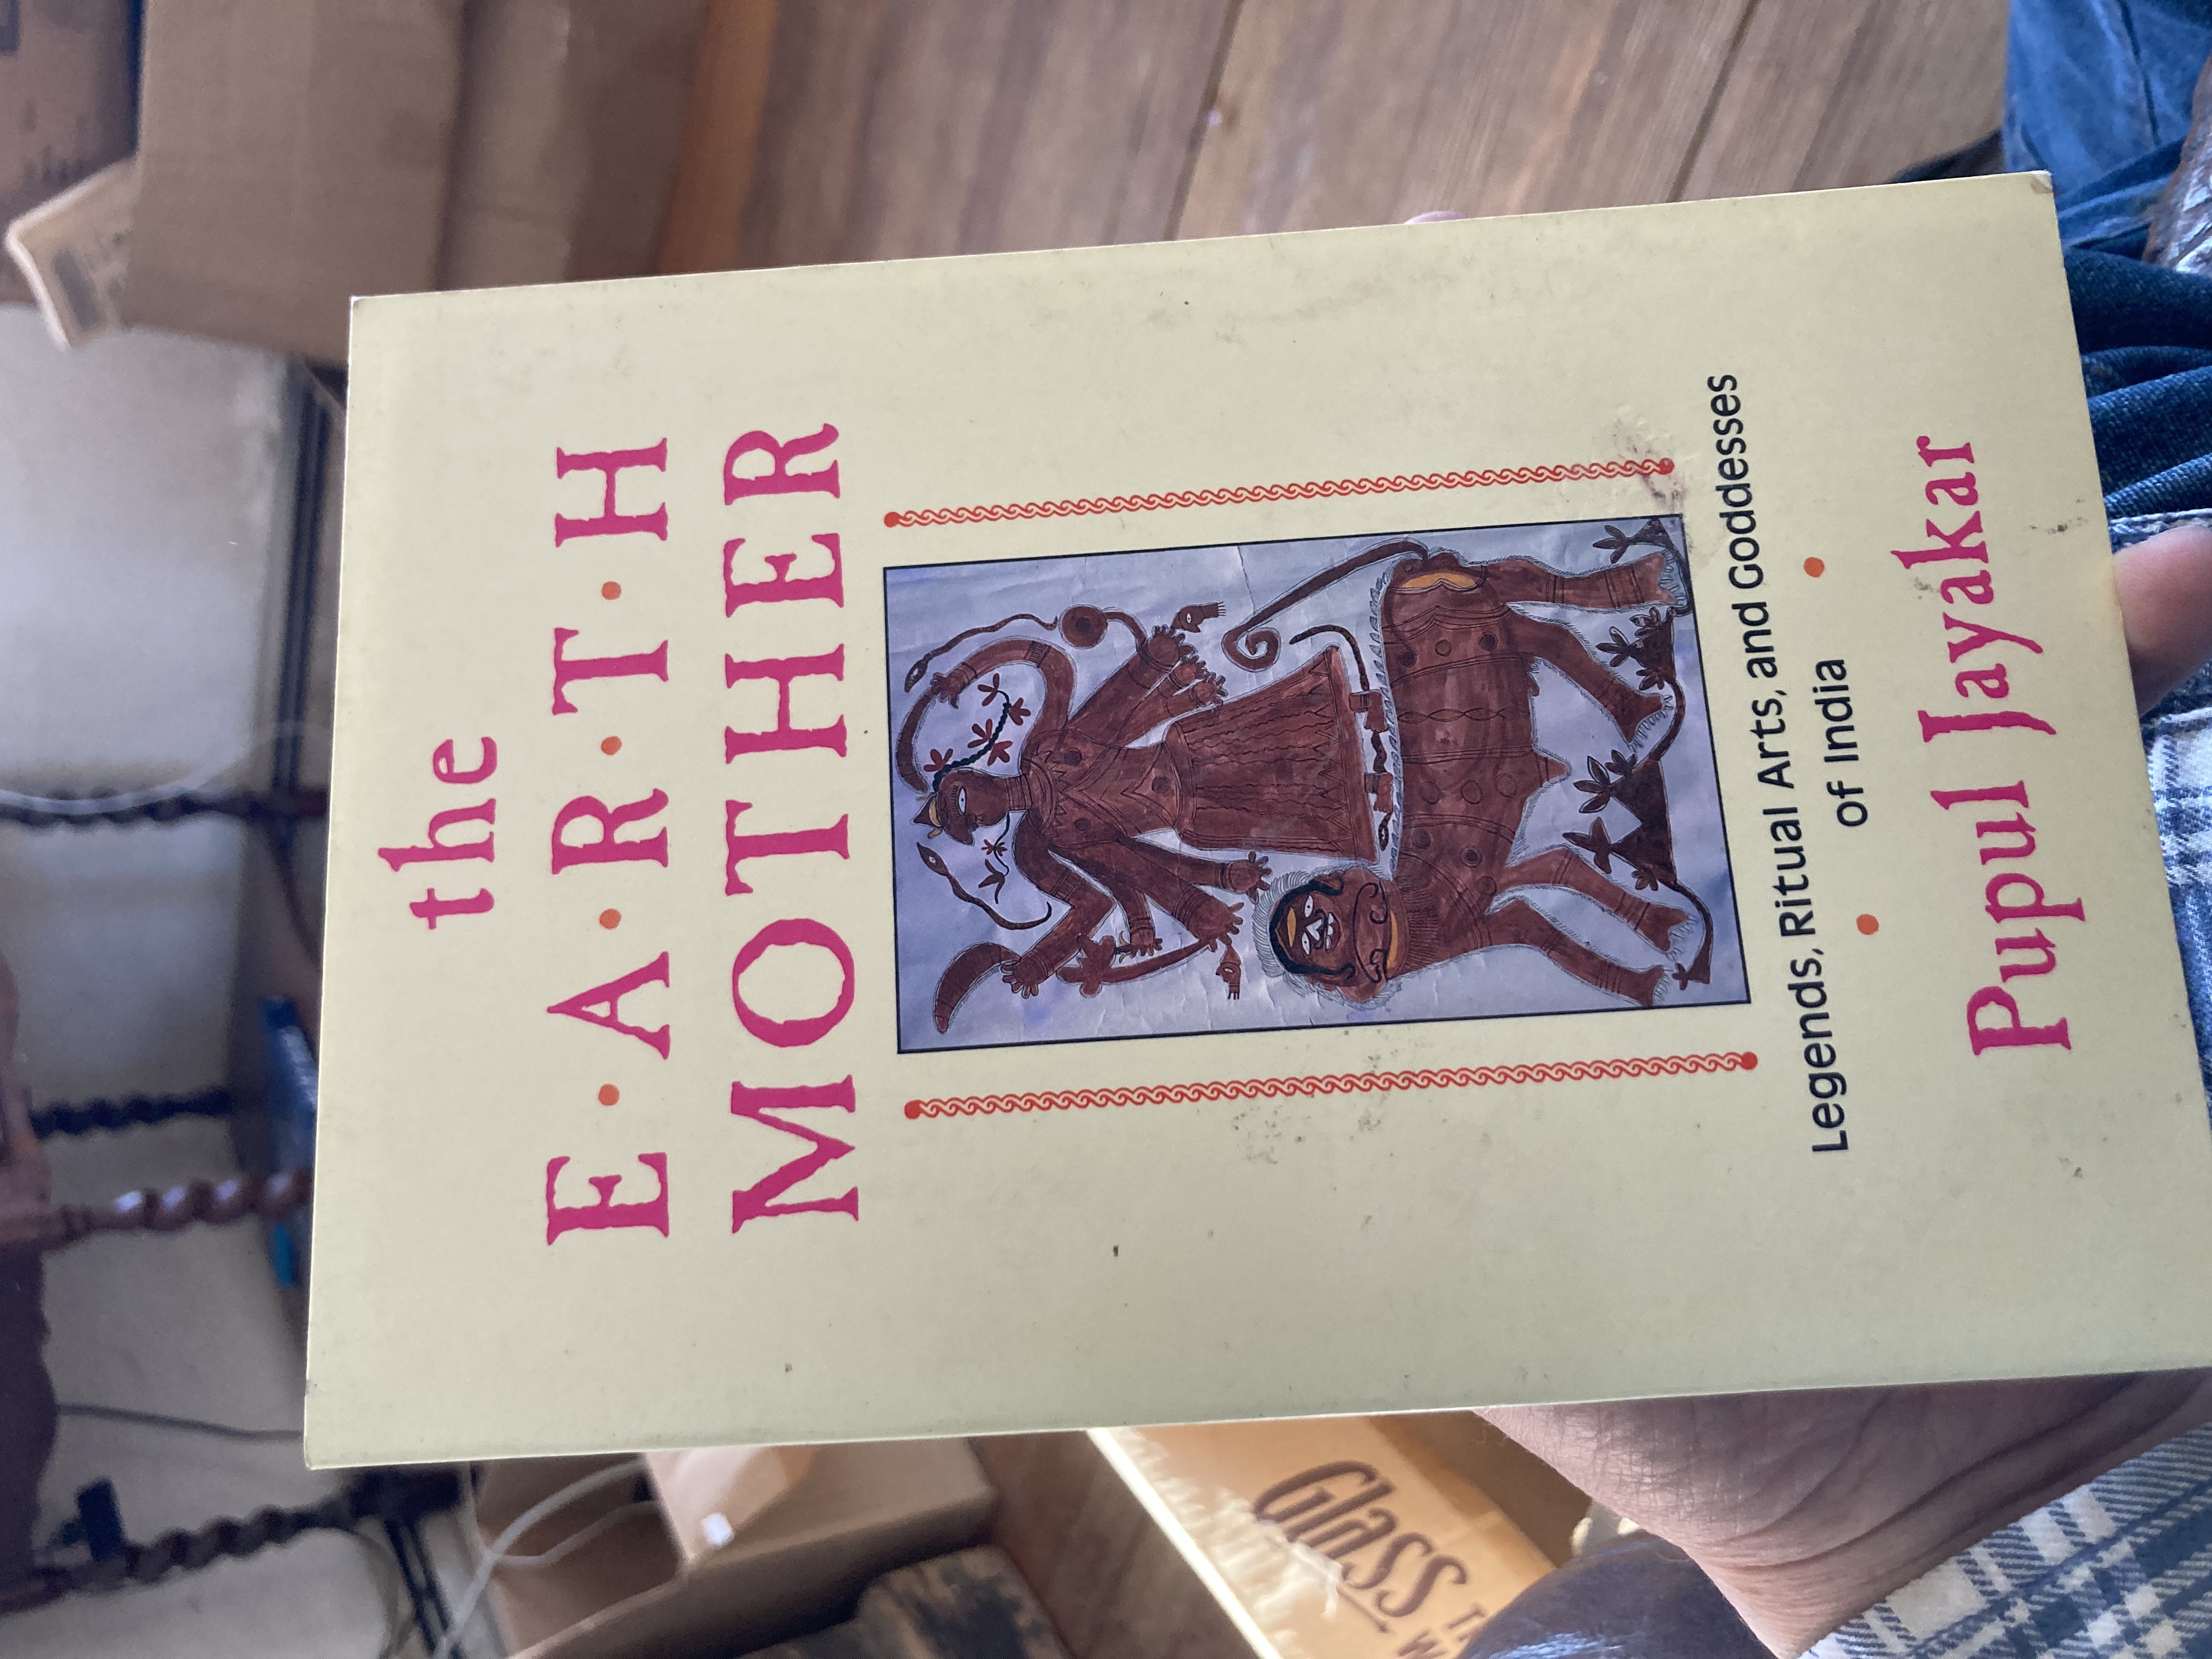 the
E·A·R·T·H
MOTHER
Legends, Ritual Arts, and Goddesses
of India
Pupul Jayakar
Glass